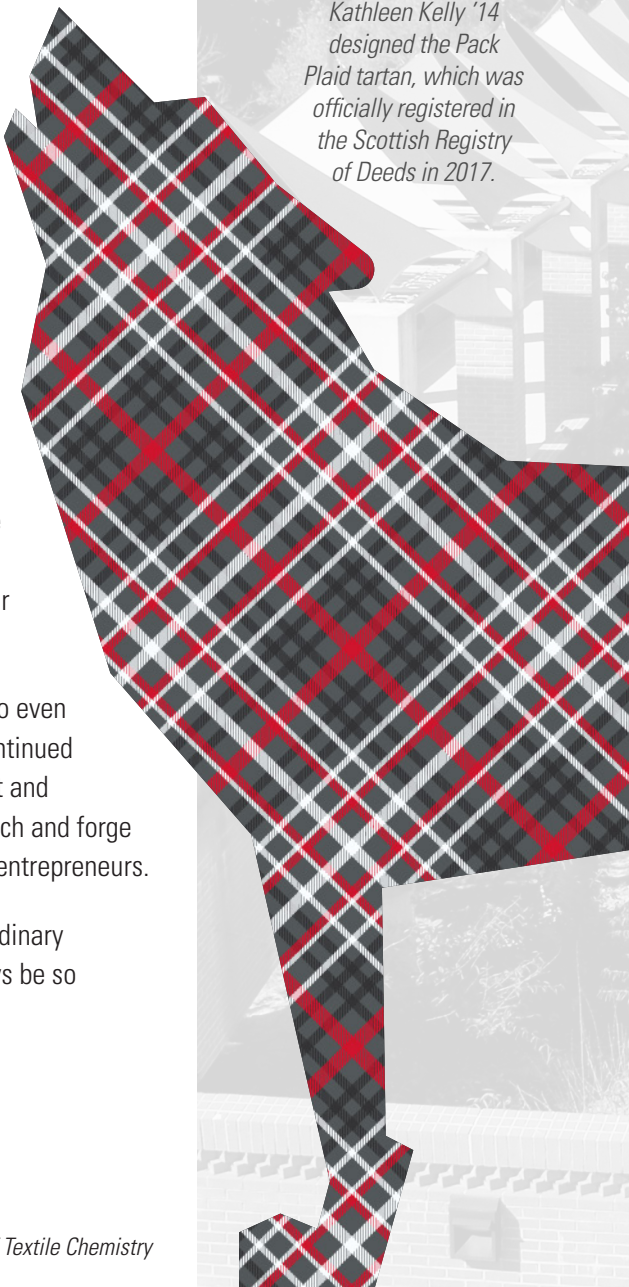 Kathleen Kelly ’14
designed the Pack
Plaid tartan, which was
officially registered in
the Scottish Registry
of Deeds in 2017.
r
o even
ntinued
t and
ch and forge
entrepreneurs.
dinary
s be so
Textile Chemistry